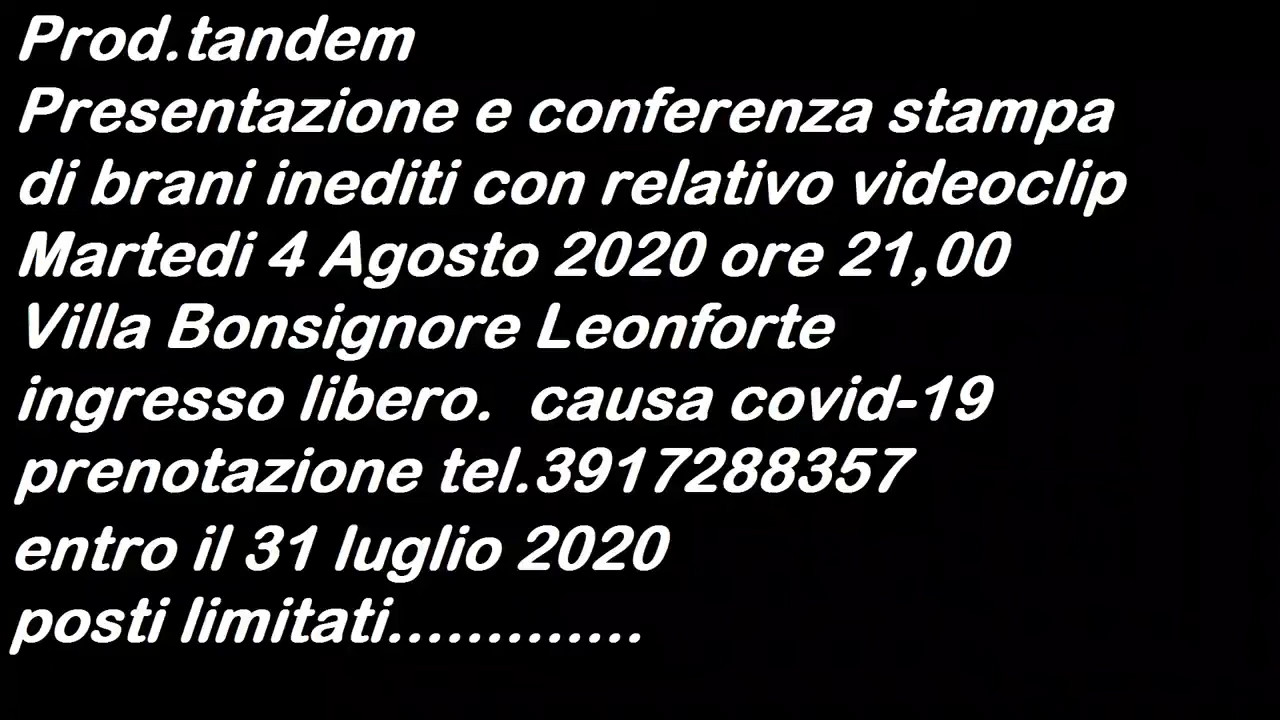 Prod.tandem
Presentazione e conferenza stampa
di brani inediti con relativo videoclip
Martedi 4 Agosto 2020 ore 21,00
Villa Bonsignore Leonforte
ingresso libero.  causa covid-19
prenotazione tel.3917288357
entro il 31 luglio 2020
posti limitati.............